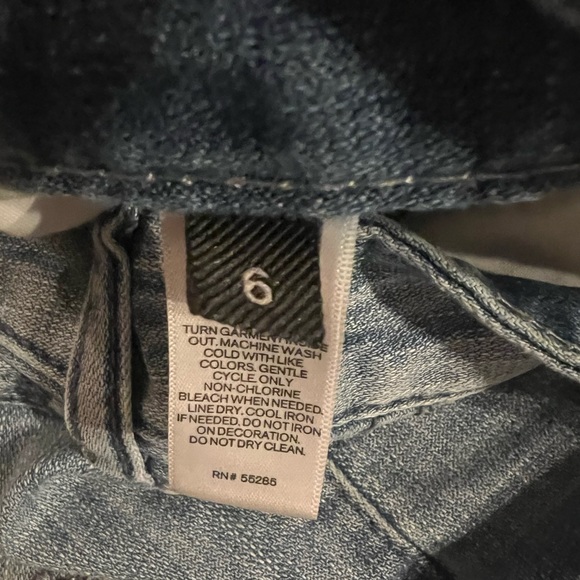 6
TURN GARMENT INSIDE
OUT. MACHINE WASH
COLD WITH LIKE
COLORS. GENTLE
CYCLE. ONLY
NON-CHLORINE
BLEACH WHEN NEEDED.
LINE DRY. COOL IRON
IF NEEDED. DO NOT IRON
ON DECORATION.
DO NOT DRY CLEAN.
RN# 55285